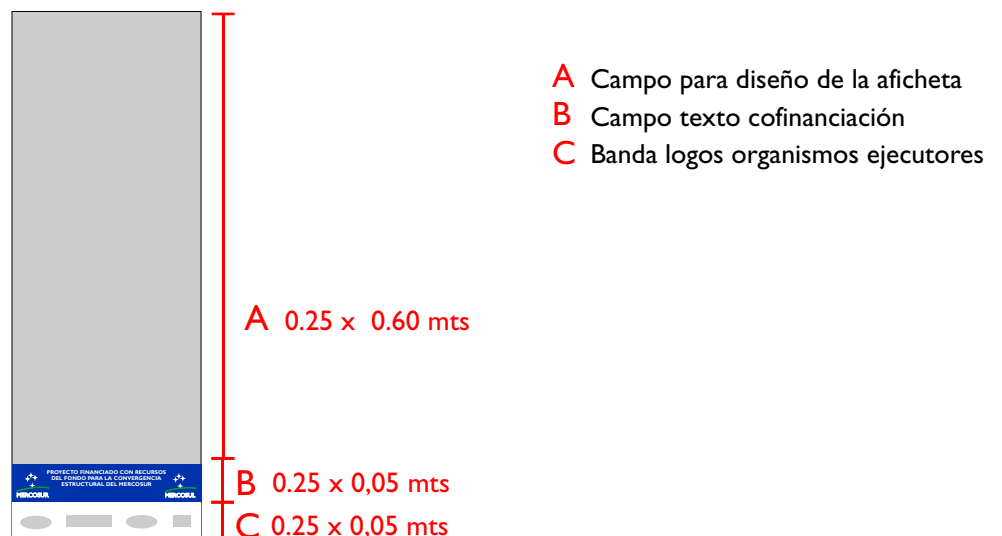 A Campo para diseño de la aficheta
B Campo texto cofinanciación
C Banda logos organismos ejecutores
A 0.25 x 0.60 mts
PROYECTO FINANCIADO CON RECURSOS
DEL FONDO PARA LA CONVERGENCIA
ESTRUCTURAL DEL MERCOSUR
MERCOSUR
MERCOSUL
B 0.25 x 0,05 mts
C 0.25 x 0,05 mts